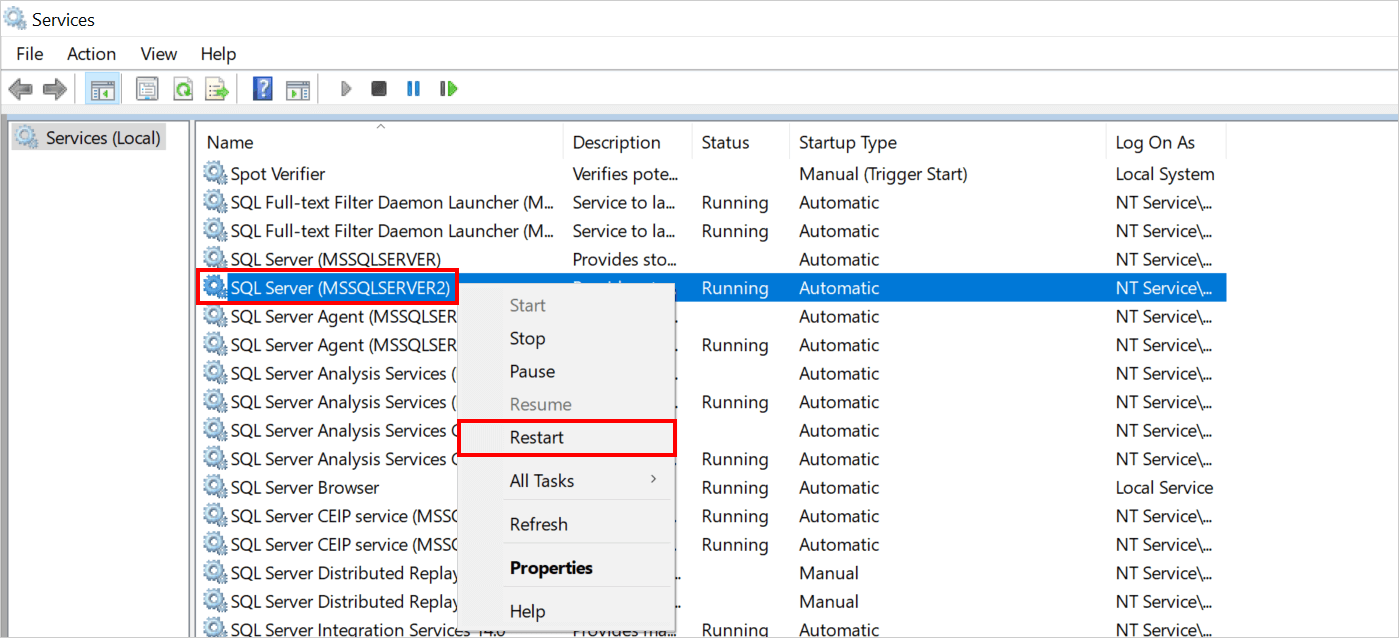 Services
File Action View Help
Services (Local)
Name Description Status Startup Type Log On As
Spot Verifier Verifies pote... Manual (Trigger Start) Local System
SQL Full-text Filter Daemon Launcher (M... Service to la... Running Automatic NT Service\...
SQL Full-text Filter Daemon Launcher (M... Service to la... Running Automatic NT Service\...
SQL Server (MSSQLSERVER) Provides sto... Automatic NT Service\...
SQL Server (MSSQLSERVER2) Running Automatic NT Service\...
SQL Server Agent (MSSQLSER Automatic NT Service\...
SQL Server Agent (MSSQLSER Running Automatic NT Service\...
SQL Server Analysis Services ( Automatic NT Service\...
SQL Server Analysis Services ( Running Automatic NT Service\...
SQL Server Analysis Services Automatic NT Service\...
SQL Server Analysis Services Running Automatic NT Service\...
SQL Server Browser Running Automatic Local Service
SQL Server CEIP service (MSSQ Running Automatic NT Service\...
SQL Server CEIP service (MSSQ Running Automatic NT Service\...
SQL Server Distributed Replay Manual NT Service\...
SQL Server Distributed Replay Manual NT Service\...
SQL Server Integration Services 14.0 Provides ma... Running Automatic NT Service\...
Start
Stop
Pause
Resume
Restart
All Tasks
Refresh
Properties
Help